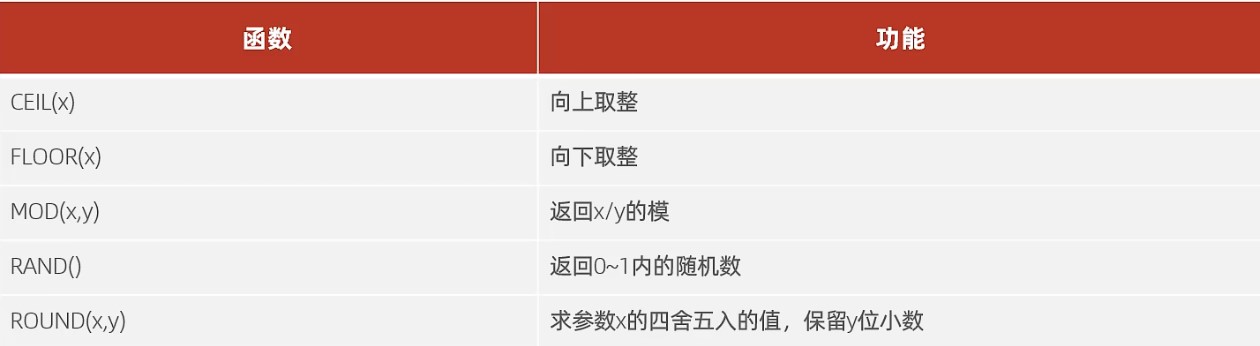 函数 功能
CEIL(x) 向上取整
FLOOR(x) 向下取整
MOD(x,y) 返回x/y的模
RAND() 返回0~1内的随机数
ROUND(x,y) 求参数x的四舍五入的值，保留y位小数